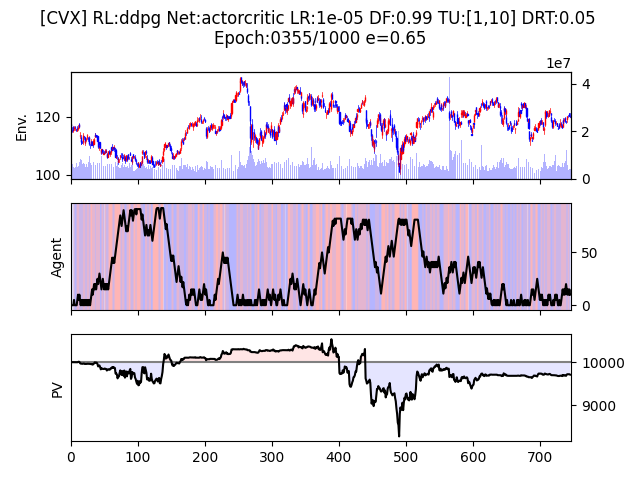 [CVX] RL:ddpg Net:actorcritic LR:1e-05 DF:0.99 TU:[1,10] DRT:0.05
Epoch:0355/1000 e=0.65
1e7
Env.
120
100
4
2
0
Agent
50
0
PV
10000
9000
0 100 200 300 400 500 600 700